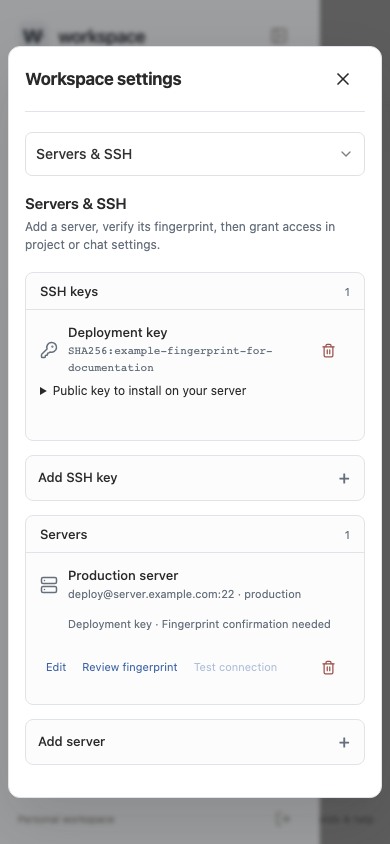 W workspace
Workspace settings
Servers & SSH
Servers & SSH
Add a server, verify its fingerprint, then grant access in
project or chat settings.
SSH keys 1
Deployment key
SHA256:example-fingerprint-for-
documentation
Public key to install on your server
Add SSH key
Servers 1
Production server
deploy@server.example.com:22 · production
Deployment key · Fingerprint confirmation needed
Edit Review fingerprint Test connection
Add server
Personal workspace